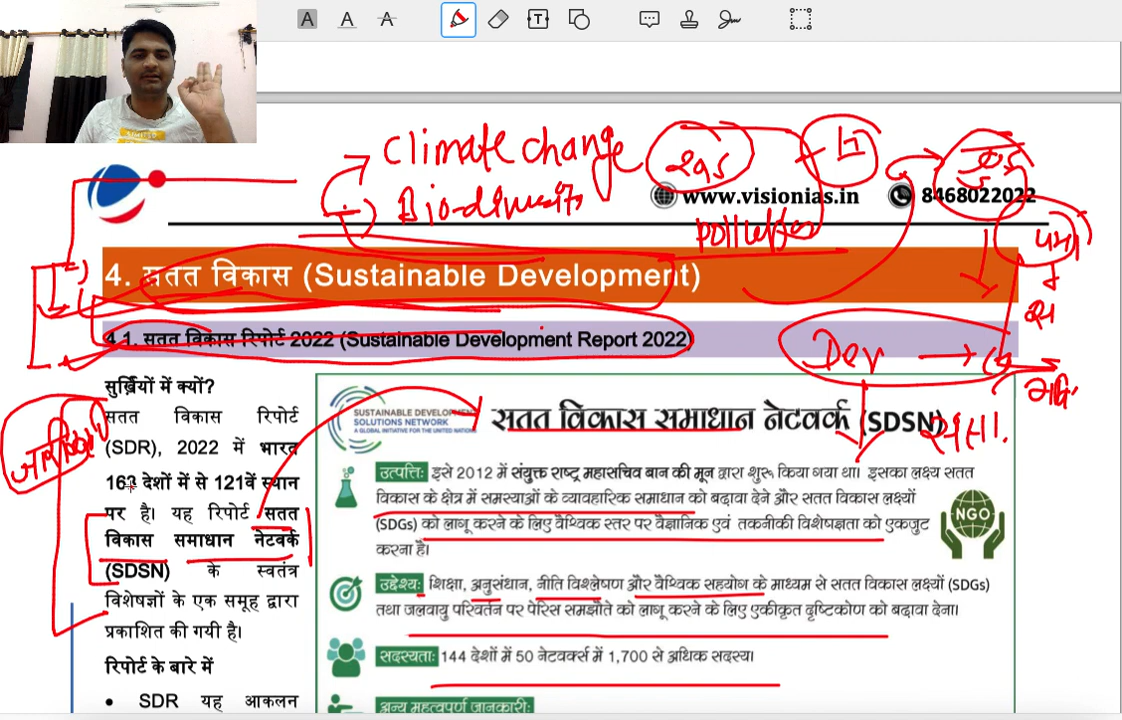 A A A
T
climate change
Bio-diversity
www.visionias.in
8468022022
4. सतत विकास (Sustainable Development)
4.1. सतत विकास रिपोर्ट 2022 (Sustainable Development Report 2022)
Dev
सुर्ख़ियों में क्यों?
सतत विकास रिपोर्ट
(SDR), 2022 में भारत
163 देशों में से 121वें स्थान
पर है। यह रिपोर्ट सतत
विकास समाधान नेटवर्क
(SDSN) के स्वतंत्र
विशेषज्ञों के एक समूह द्वारा
प्रकाशित की गयी है।
रिपोर्ट के बारे में
• SDR यह आकलन
SUSTAINABLE DEVELOPMENT
SOLUTIONS NETWORK
A GLOBAL INITIATIVE FOR THE UNITED NATIONS
सतत विकास समाधान नेटवर्क (SDSN)
उत्पत्ति: इसे 2012 में संयुक्त राष्ट्र महासचिव बान की मून द्वारा शुरू किया गया था। इसका लक्ष्य सतत
विकास के क्षेत्र में समस्याओं के व्यावहारिक समाधान को बढ़ावा देने और सतत विकास लक्ष्यों
(SDGs) को लागू करने के लिए वैश्विक स्तर पर वैज्ञानिक एवं तकनीकी विशेषज्ञता को एकजुट
करना है।
NGO
उद्देश्य: शिक्षा, अनुसंधान, नीति विश्लेषण और वैश्विक सहयोग के माध्यम से सतत विकास लक्ष्यों (SDGs)
तथा जलवायु परिवर्तन पर पेरिस समझौते को लागू करने के लिए एकीकृत दृष्टिकोण को बढ़ावा देना।
सदस्यता: 144 देशों में 50 नेटवर्क्स में 1,700 से अधिक सदस्य।
अन्य महत्वपूर्ण जानकारी: